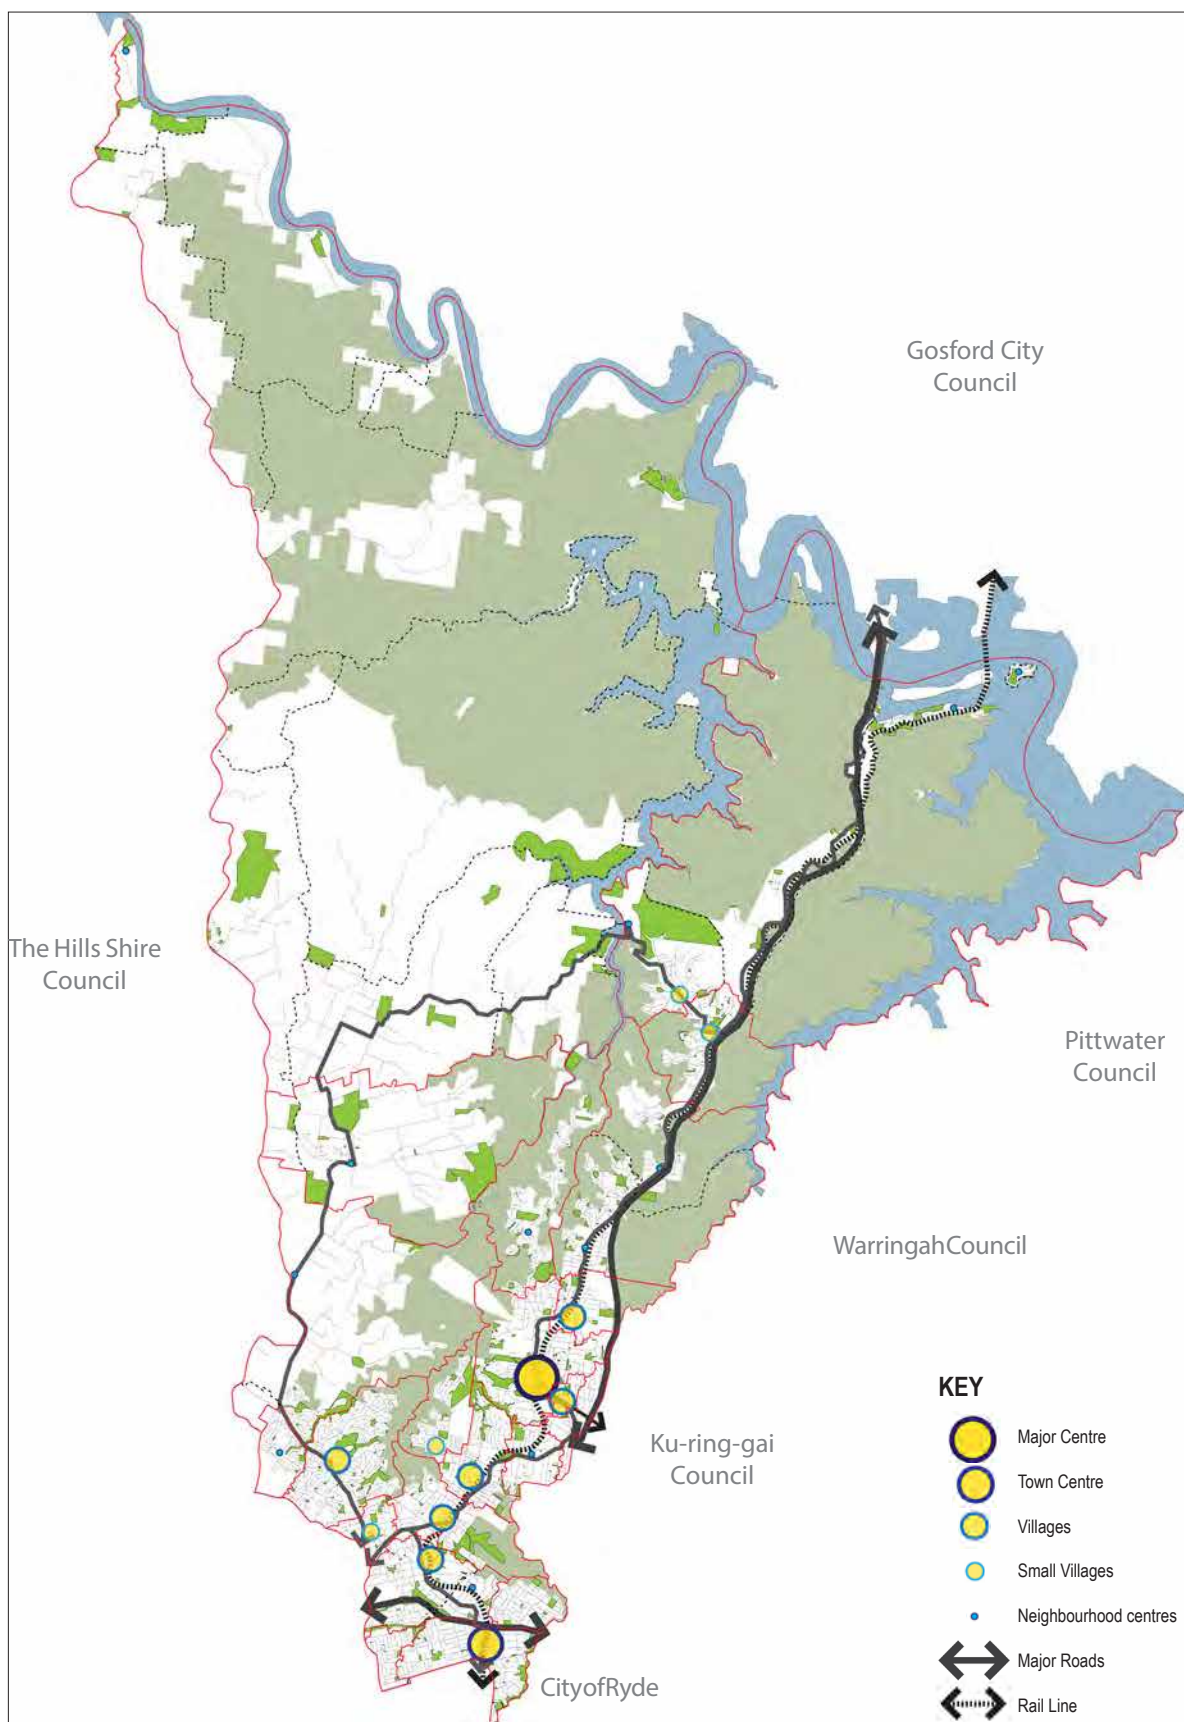 Gosford City
Council
The Hills Shire
Council
Pittwater
Council
WarringahCouncil
Ku-ring-gai
Council
CityofRyde
KEY
Major Centre
Town Centre
Villages
Small Villages
Neighbourhood centres
Major Roads
Rail Line